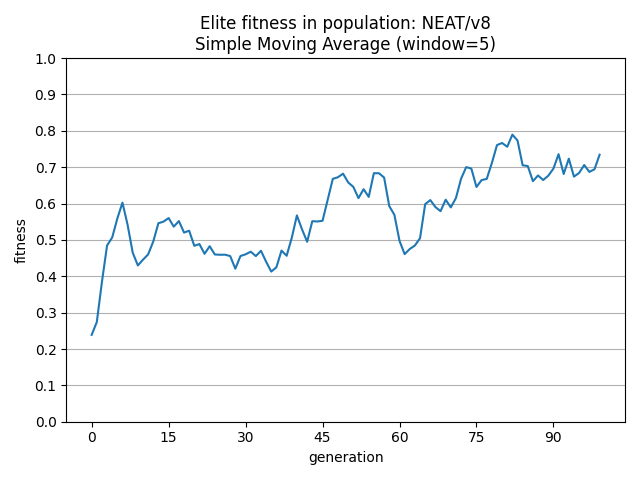 Elite fitness in population: NEAT/v8
Simple Moving Average (window=5)
1.0
0.9
0.8
0.7
0.6
0.5
0.4
0.3
0.2
0.1
0.0
fitness
0 15 30 45 60 75 90
generation